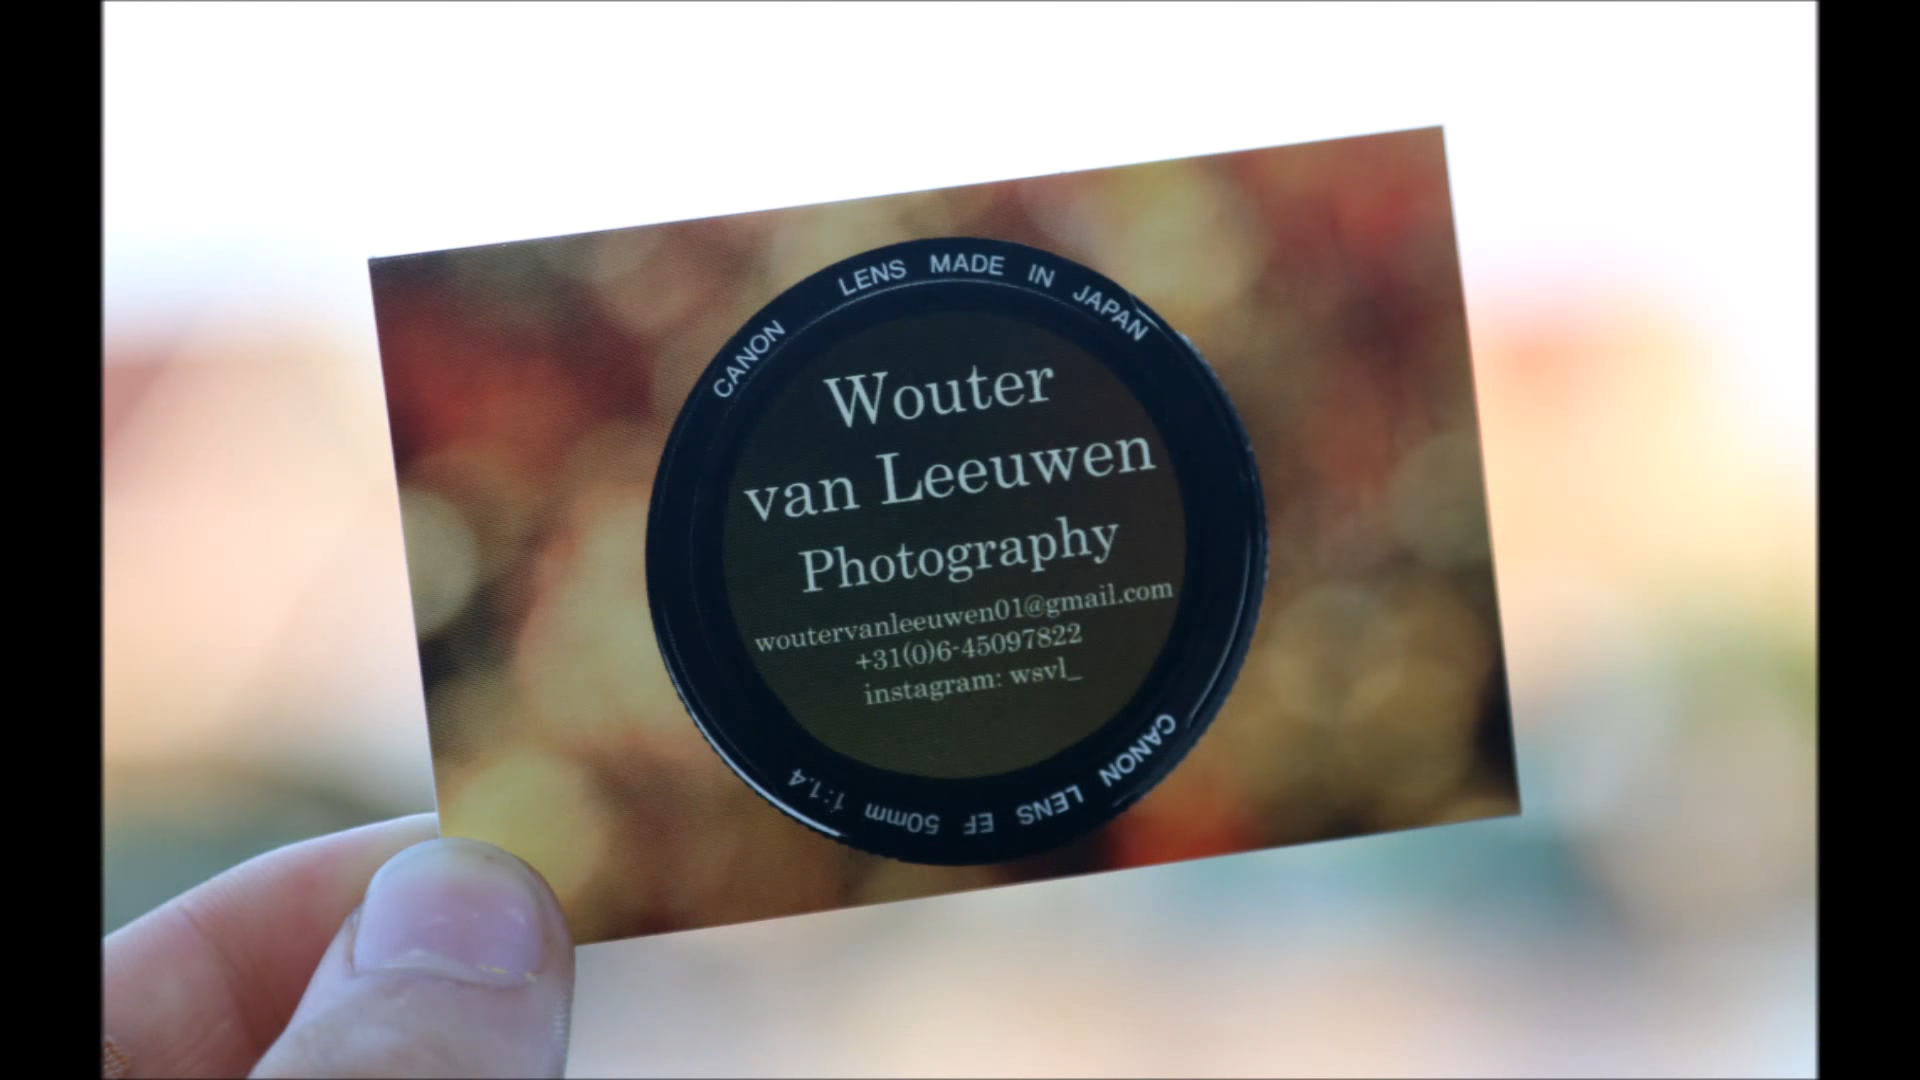 CANON LENS MADE IN JAPAN
Wouter
van Leeuwen
Photography
woutervanleeuwen01@gmail.com
+31(0)6-45097822
instagram: wsvl_
CANON LENS EF 50mm 1:1.4